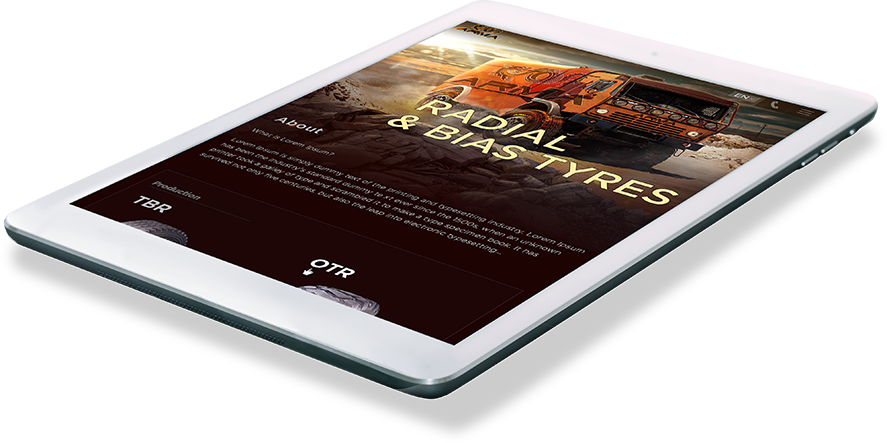 ARMA
EN
ARMA
RADIAL
& BIAS TYRES
About
What is Lorem Ipsum?
Lorem Ipsum is simply dummy text of the printing and typesetting industry. Lorem Ipsum
has been the industry's standard dummy text ever since the 1500s, when an unknown
printer took a galley of type and scrambled it to make a type specimen book. It has
survived not only five centuries, but also the leap into electronic typesetting...
Production
TBR
OTR